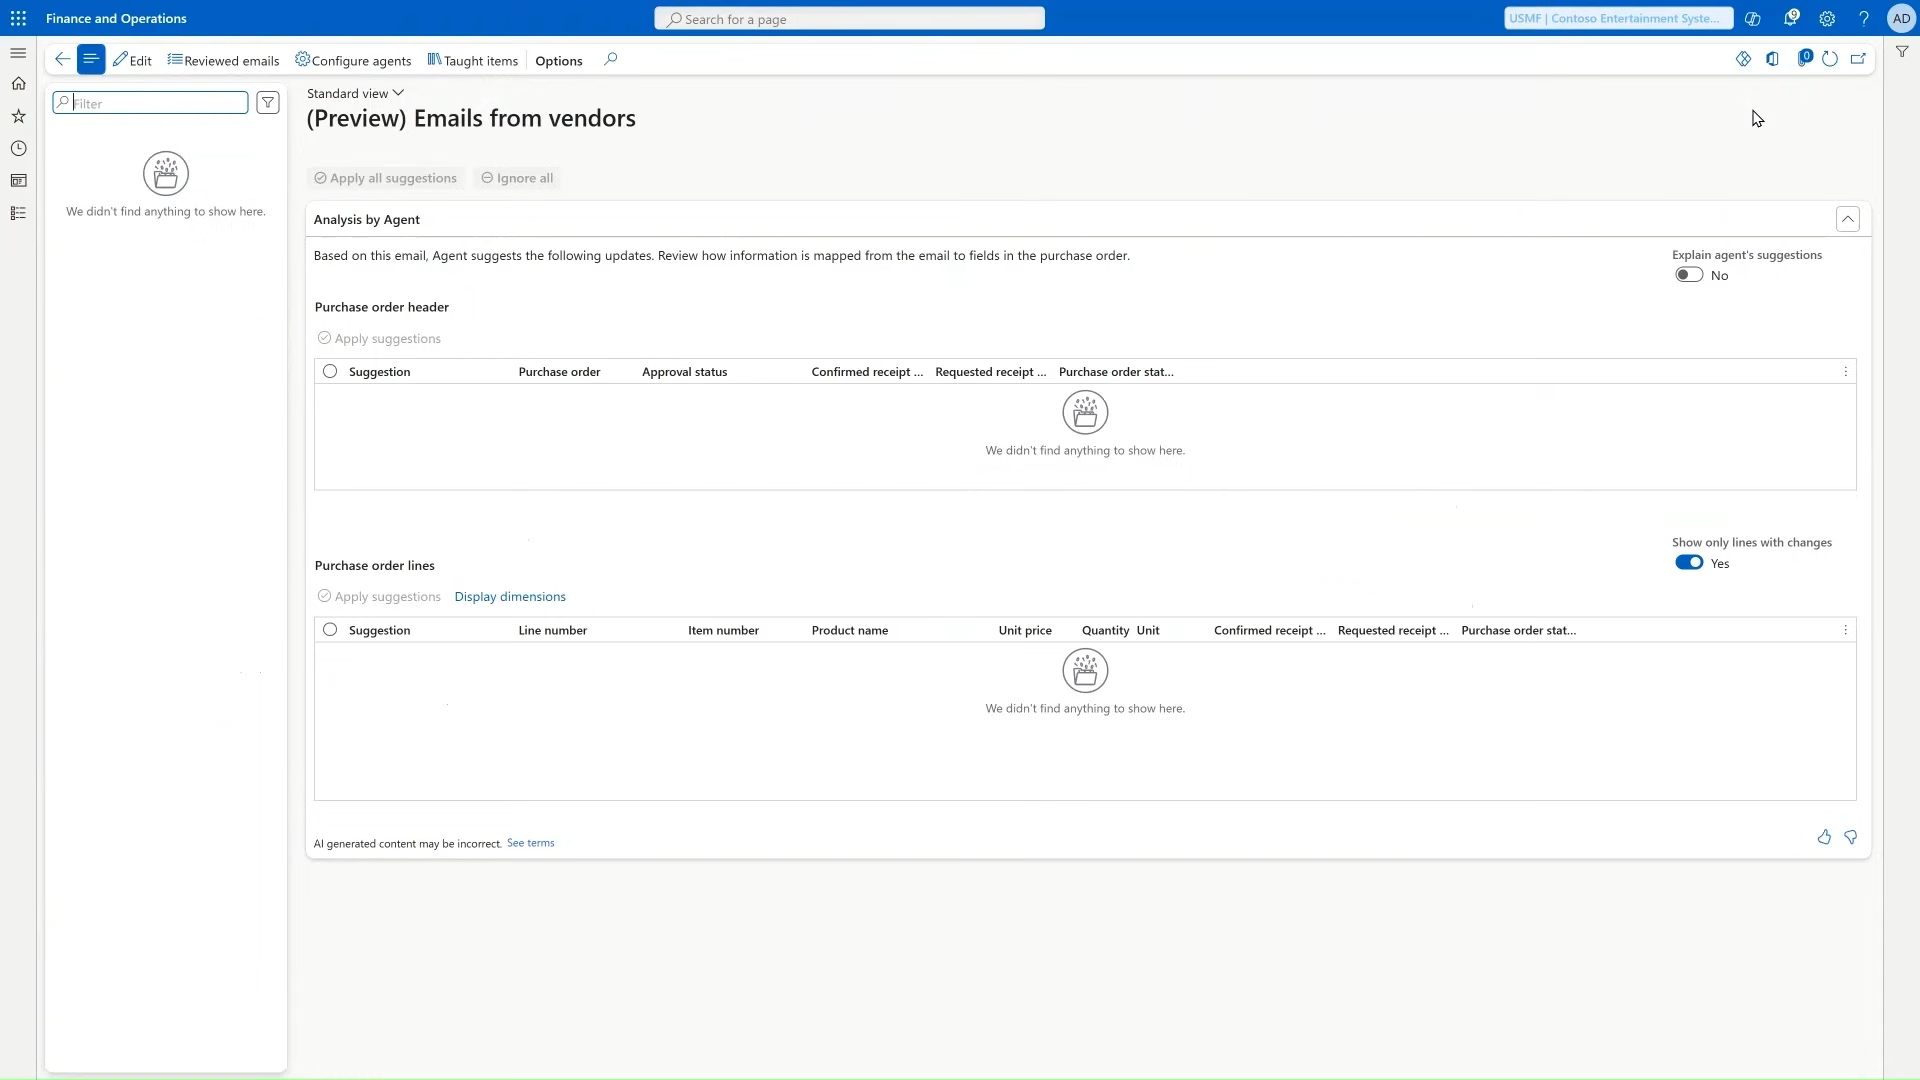 Finance and Operations
Search for a page
USMF | Contoso Entertainment Syste...
9
AD
Edit
Reviewed emails
Configure agents
Taught items
Options
0
Filter
We didn't find anything to show here.
Standard view
(Preview) Emails from vendors
Apply all suggestions
Ignore all
Analysis by Agent
Based on this email, Agent suggests the following updates. Review how information is mapped from the email to fields in the purchase order.
Explain agent's suggestions
No
Purchase order header
Apply suggestions
Suggestion Purchase order Approval status Confirmed receipt ... Requested receipt ... Purchase order stat...
We didn't find anything to show here.
Show only lines with changes
Yes
Purchase order lines
Apply suggestions Display dimensions
Suggestion Line number Item number Product name Unit price Quantity Unit Confirmed receipt ... Requested receipt ... Purchase order stat...
We didn't find anything to show here.
AI generated content may be incorrect. See terms